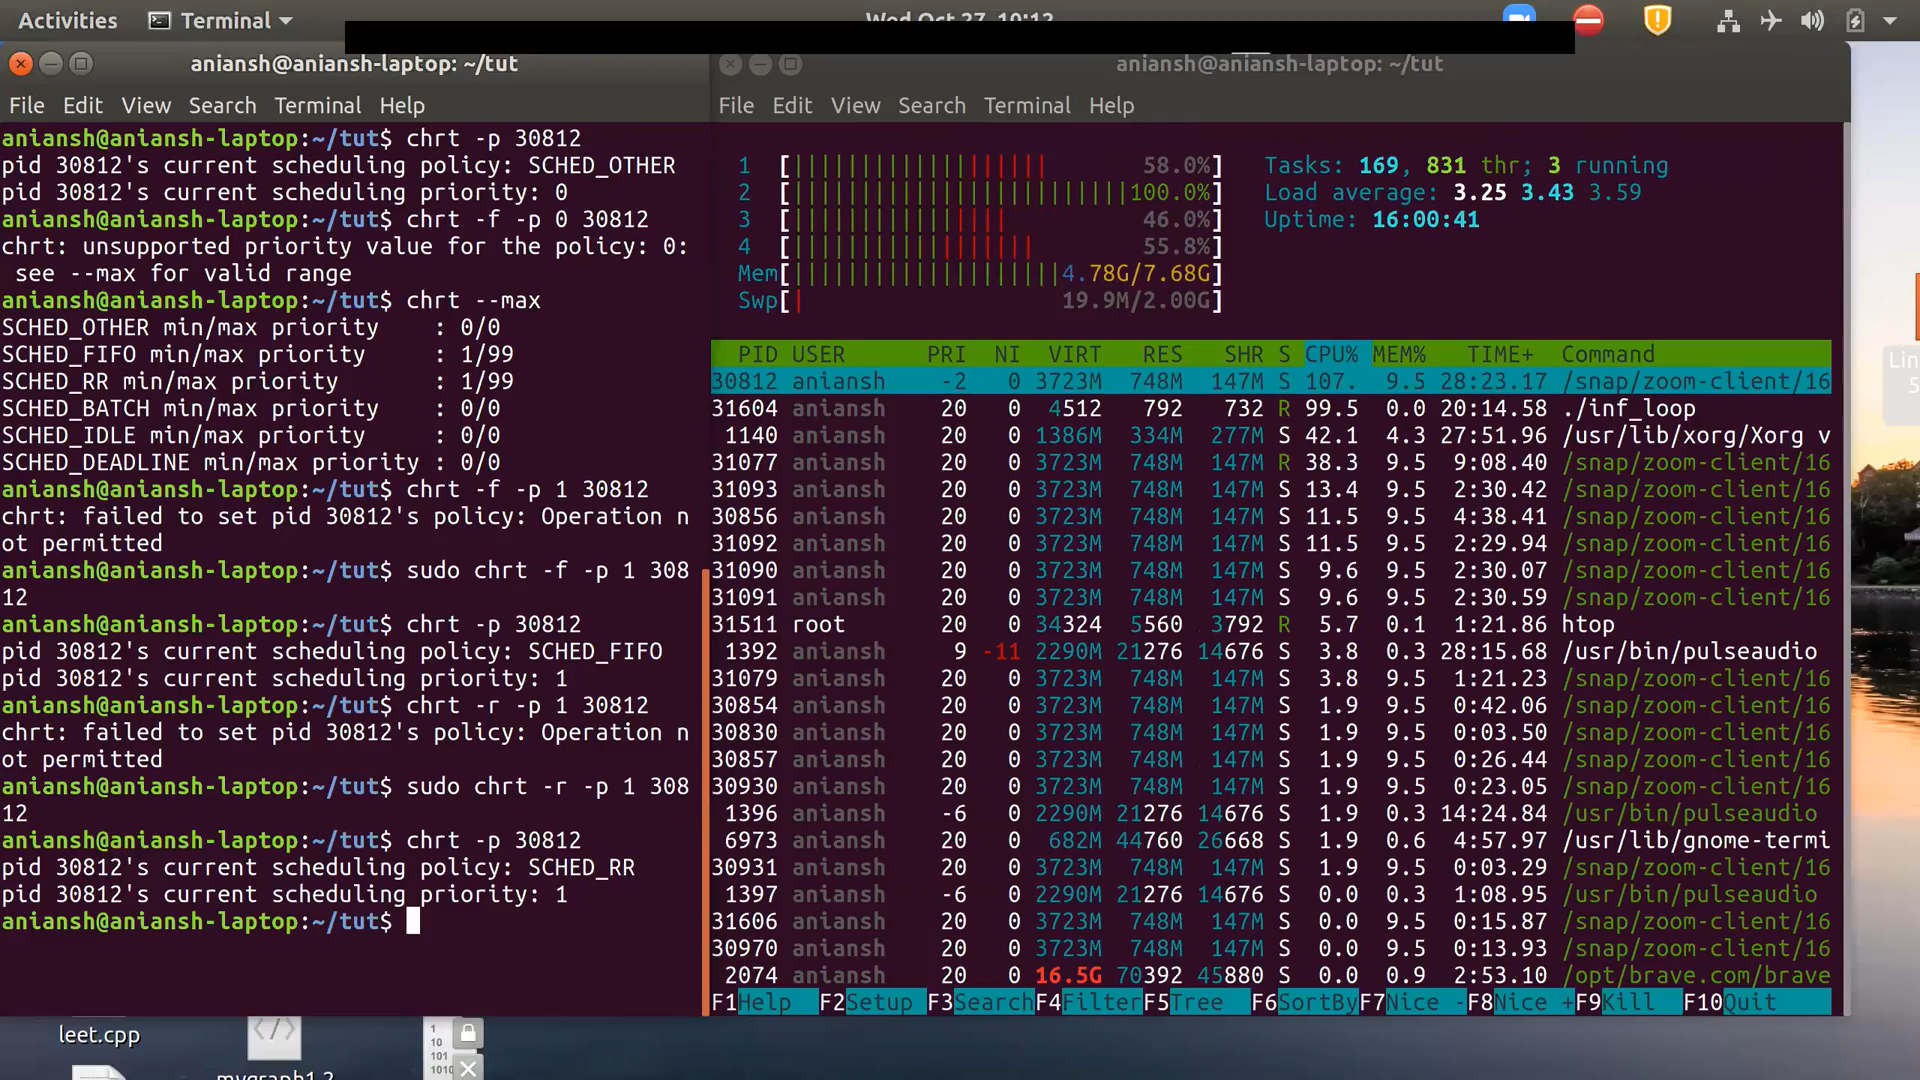 Activities Terminal Wed Oct 27, 10:12
aniansh@aniansh-laptop: ~/tut
File Edit View Search Terminal Help
aniansh@aniansh-laptop:~/tut$ chrt -p 30812
pid 30812's current scheduling policy: SCHED_OTHER
pid 30812's current scheduling priority: 0
aniansh@aniansh-laptop:~/tut$ chrt -f -p 0 30812
chrt: unsupported priority value for the policy: 0:
 see --max for valid range
aniansh@aniansh-laptop:~/tut$ chrt --max
SCHED_OTHER min/max priority    : 0/0
SCHED_FIFO min/max priority     : 1/99
SCHED_RR min/max priority       : 1/99
SCHED_BATCH min/max priority    : 0/0
SCHED_IDLE min/max priority     : 0/0
SCHED_DEADLINE min/max priority : 0/0
aniansh@aniansh-laptop:~/tut$ chrt -f -p 1 30812
chrt: failed to set pid 30812's policy: Operation n
ot permitted
aniansh@aniansh-laptop:~/tut$ sudo chrt -f -p 1 308
12
aniansh@aniansh-laptop:~/tut$ chrt -p 30812
pid 30812's current scheduling policy: SCHED_FIFO
pid 30812's current scheduling priority: 1
aniansh@aniansh-laptop:~/tut$ chrt -r -p 1 30812
chrt: failed to set pid 30812's policy: Operation n
ot permitted
aniansh@aniansh-laptop:~/tut$ sudo chrt -r -p 1 308
12
aniansh@aniansh-laptop:~/tut$ chrt -p 30812
pid 30812's current scheduling policy: SCHED_RR
pid 30812's current scheduling priority: 1
aniansh@aniansh-laptop:~/tut$
aniansh@aniansh-laptop: ~/tut
File Edit View Search Terminal Help
1 [58.0%] Tasks: 169, 831 thr; 3 running
2 [100.0%] Load average: 3.25 3.43 3.59
3 [46.0%] Uptime: 16:00:41
4 [55.8%]
Mem[4.78G/7.68G]
Swp[19.9M/2.00G]
PID USER PRI NI VIRT RES SHR S CPU% MEM% TIME+ Command
30812 aniansh -2 0 3723M 748M 147M S 107. 9.5 28:23.17 /snap/zoom-client/16
31604 aniansh 20 0 4512 792 732 R 99.5 0.0 20:14.58 ./inf_loop
1140 aniansh 20 0 1386M 334M 277M S 42.1 4.3 27:51.96 /usr/lib/xorg/Xorg v
31077 aniansh 20 0 3723M 748M 147M R 38.3 9.5 9:08.40 /snap/zoom-client/16
31093 aniansh 20 0 3723M 748M 147M S 13.4 9.5 2:30.42 /snap/zoom-client/16
30856 aniansh 20 0 3723M 748M 147M S 11.5 9.5 4:38.41 /snap/zoom-client/16
31092 aniansh 20 0 3723M 748M 147M S 11.5 9.5 2:29.94 /snap/zoom-client/16
31090 aniansh 20 0 3723M 748M 147M S 9.6 9.5 2:30.07 /snap/zoom-client/16
31091 aniansh 20 0 3723M 748M 147M S 9.6 9.5 2:30.59 /snap/zoom-client/16
31511 root 20 0 34324 5560 3792 R 5.7 0.1 1:21.86 htop
1392 aniansh 9 -11 2290M 21276 14676 S 3.8 0.3 28:15.68 /usr/bin/pulseaudio
31079 aniansh 20 0 3723M 748M 147M S 3.8 9.5 1:21.23 /snap/zoom-client/16
30854 aniansh 20 0 3723M 748M 147M S 1.9 9.5 0:42.06 /snap/zoom-client/16
30830 aniansh 20 0 3723M 748M 147M S 1.9 9.5 0:03.50 /snap/zoom-client/16
30857 aniansh 20 0 3723M 748M 147M S 1.9 9.5 0:26.44 /snap/zoom-client/16
30930 aniansh 20 0 3723M 748M 147M S 1.9 9.5 0:23.05 /snap/zoom-client/16
1396 aniansh -6 0 2290M 21276 14676 S 1.9 0.3 14:24.84 /usr/bin/pulseaudio
6973 aniansh 20 0 682M 44760 26668 S 1.9 0.6 4:57.97 /usr/lib/gnome-termi
30931 aniansh 20 0 3723M 748M 147M S 1.9 9.5 0:03.29 /snap/zoom-client/16
1397 aniansh -6 0 2290M 21276 14676 S 0.0 0.3 1:08.95 /usr/bin/pulseaudio
31606 aniansh 20 0 3723M 748M 147M S 0.0 9.5 0:15.87 /snap/zoom-client/16
30970 aniansh 20 0 3723M 748M 147M S 0.0 9.5 0:13.93 /snap/zoom-client/16
2074 aniansh 20 0 16.5G 70392 45880 S 0.0 0.9 2:53.10 /opt/brave.com/brave
F1Help F2Setup F3SearchF4FilterF5Tree F6SortByF7Nice -F8Nice +F9Kill F10Quit
Lin
5
leet.cpp
mygraph1.2
1
10
101
1010